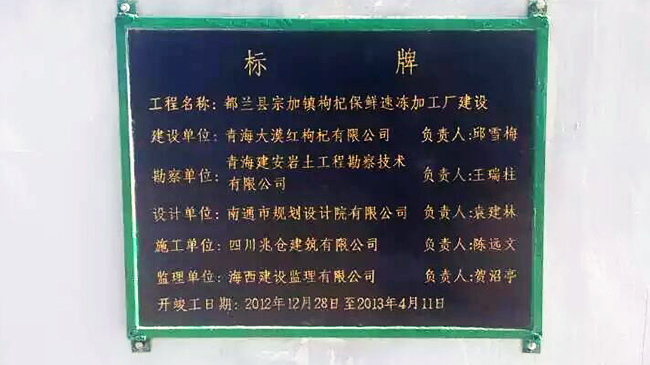 标 牌
工程名称：都兰县宗加镇枸杞保鲜速冻加工厂建设
建设单位：青海大漠红枸杞有限公司 负责人：邱雪梅
勘察单位：青海建安岩土工程勘察技术有限公司 负责人：王瑞柱
设计单位：南通市规划设计院有限公司 负责人：袁建林
施工单位：四川兆仓建筑有限公司 负责人：陈远文
监理单位：海西建设监理有限公司 负责人：贺沼亭
开竣工日期：2012年12月28日至2013年4月11日